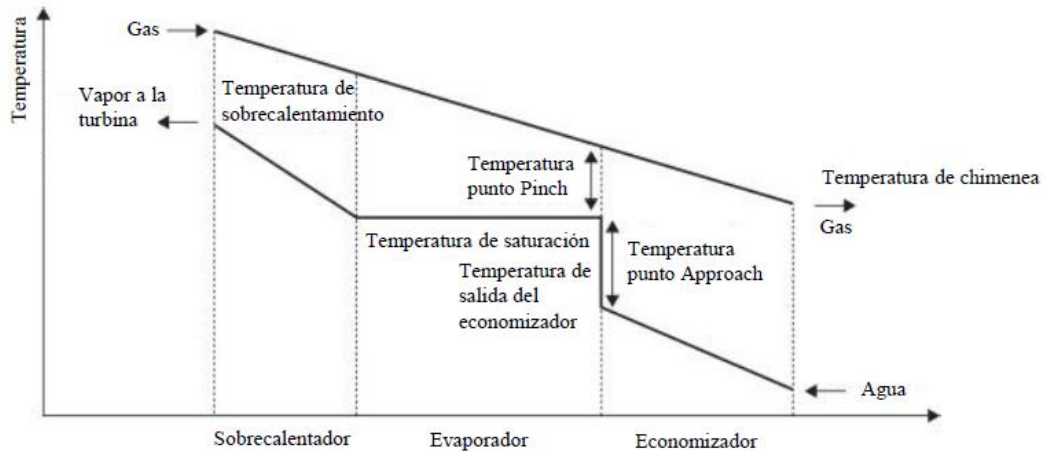 Temperatura
Gas
Vapor a la
turbina
Temperatura de
sobrecalentamiento
Temperatura
punto Pinch
Temperatura de chimenea
Gas
Temperatura de saturación
Temperatura de
salida del
economizador
Temperatura
punto Approach
Agua
Sobrecalentador
Evaporador
Economizador